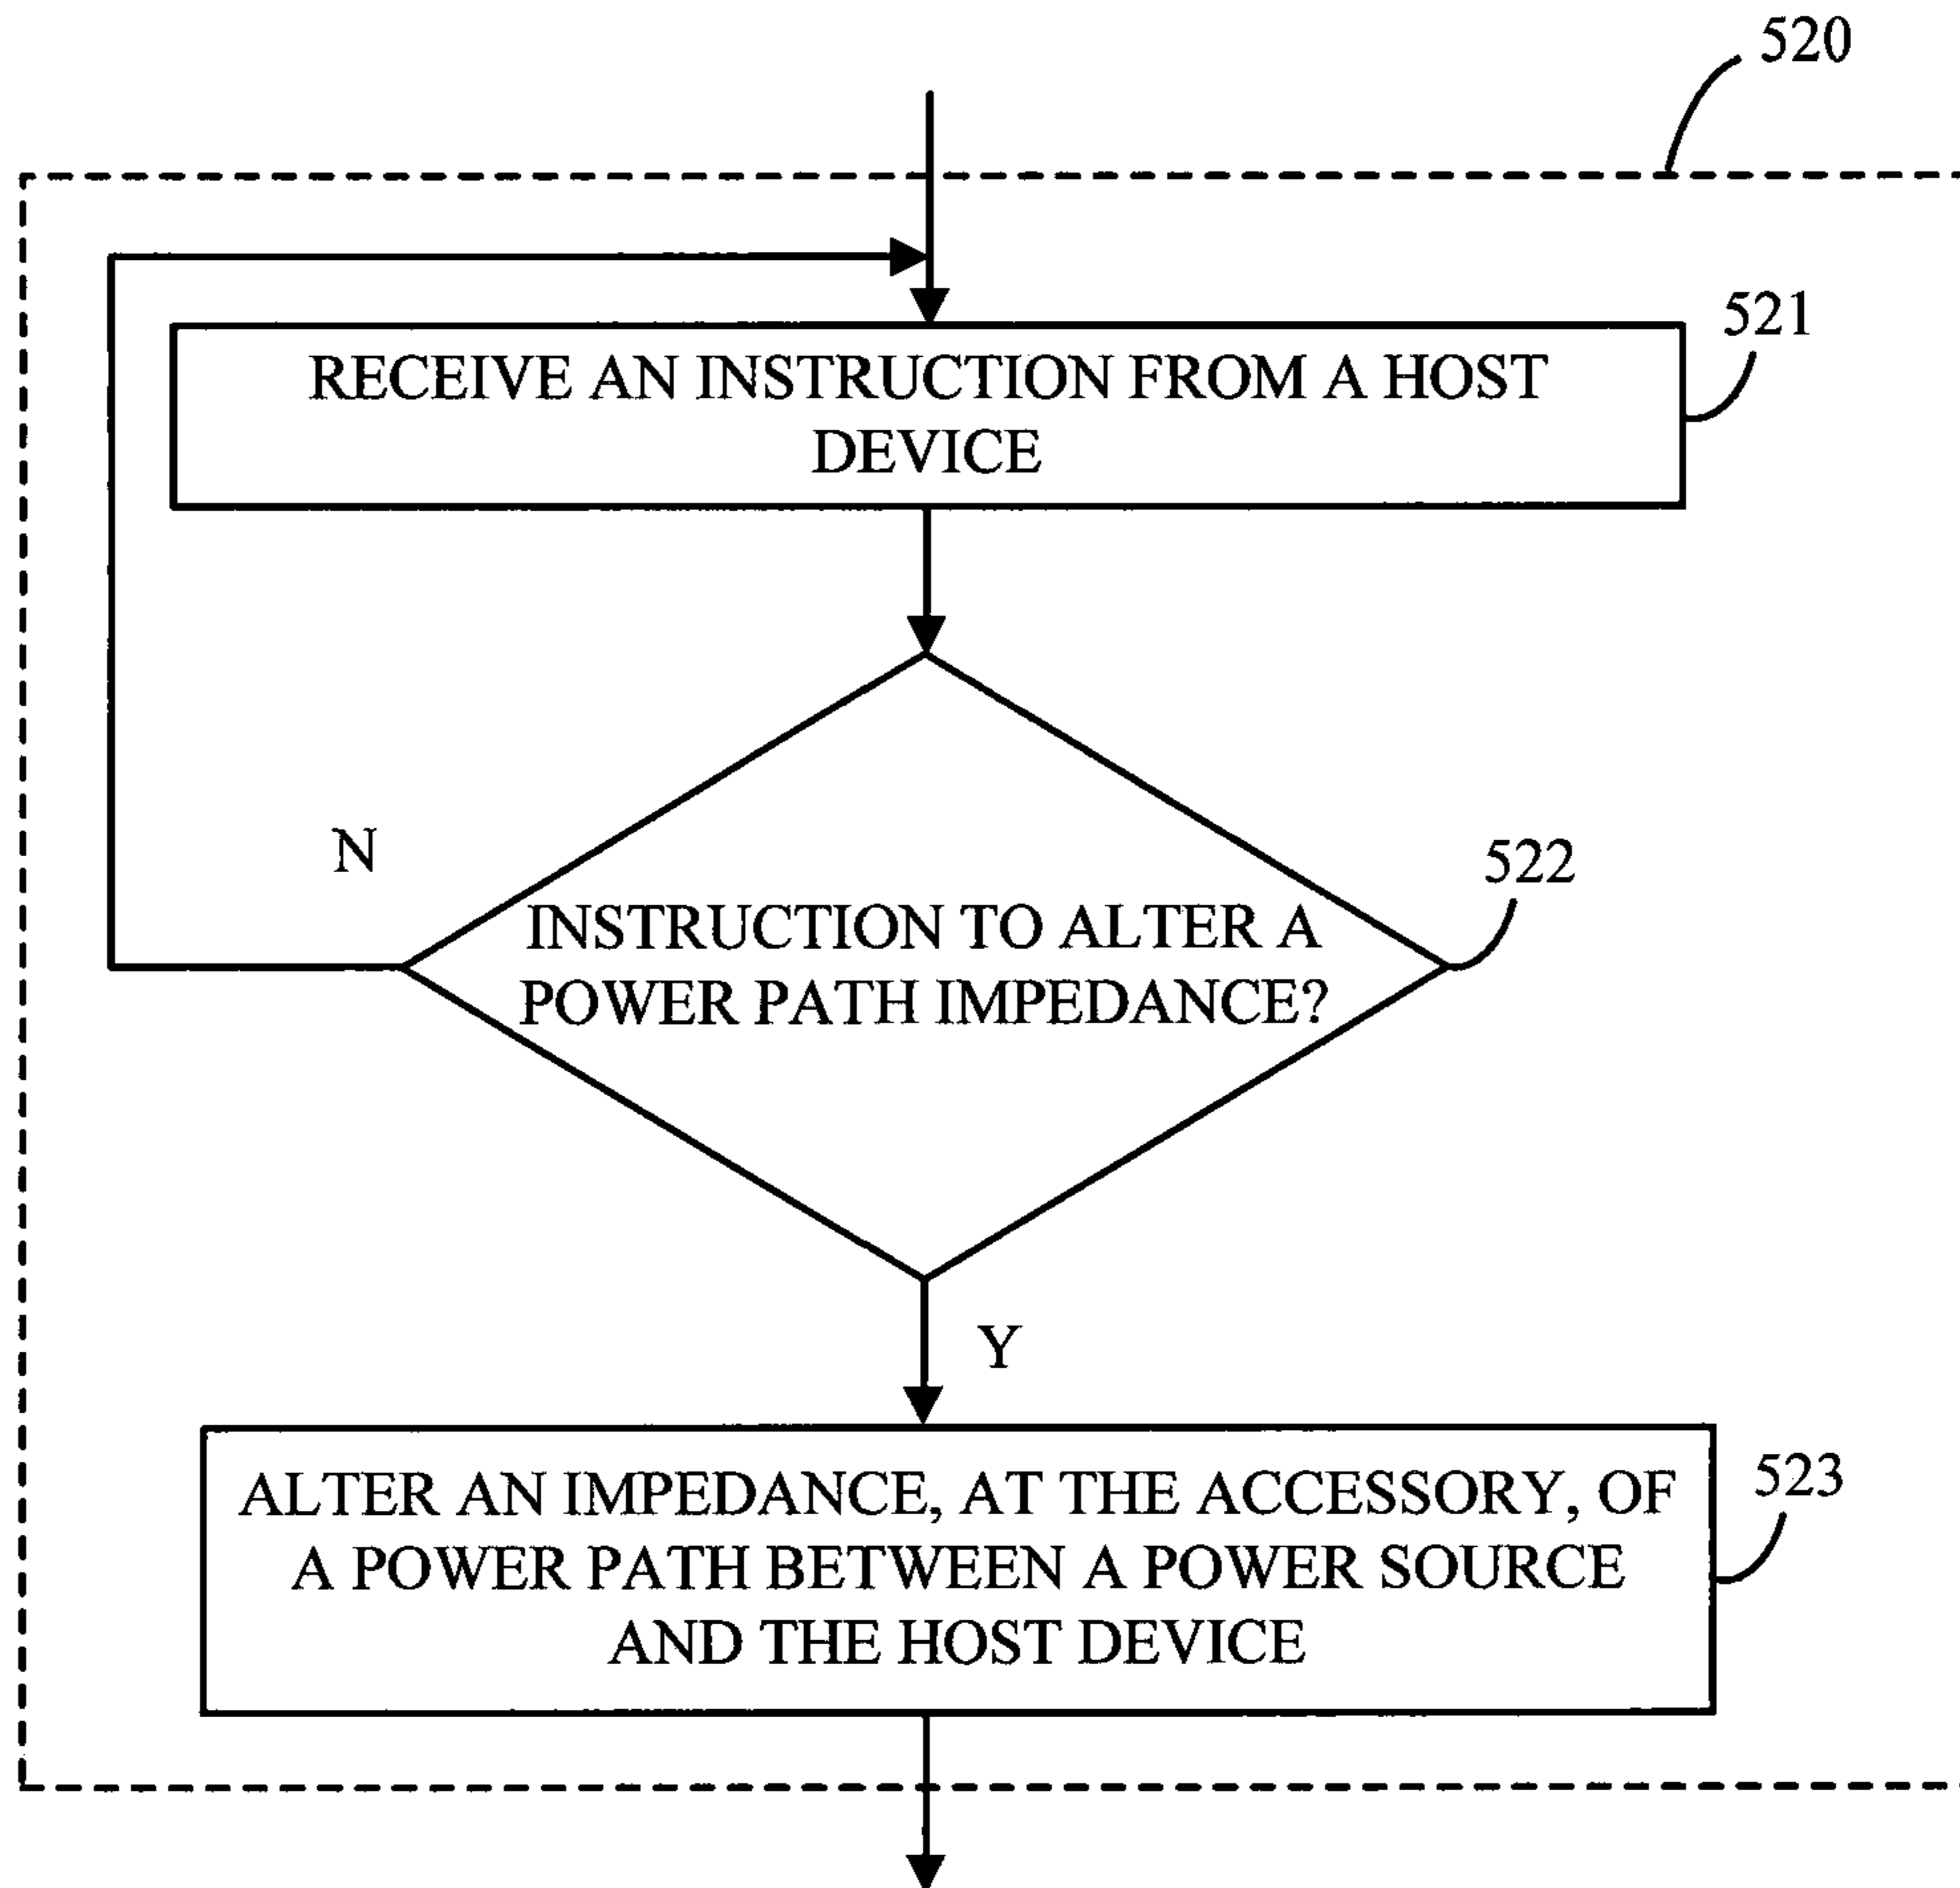 520
521
RECEIVE AN INSTRUCTION FROM A HOST
DEVICE
N
522
INSTRUCTION TO ALTER A
POWER PATH IMPEDANCE?
Y
523
ALTER AN IMPEDANCE, AT THE ACCESSORY, OF
A POWER PATH BETWEEN A POWER SOURCE
AND THE HOST DEVICE